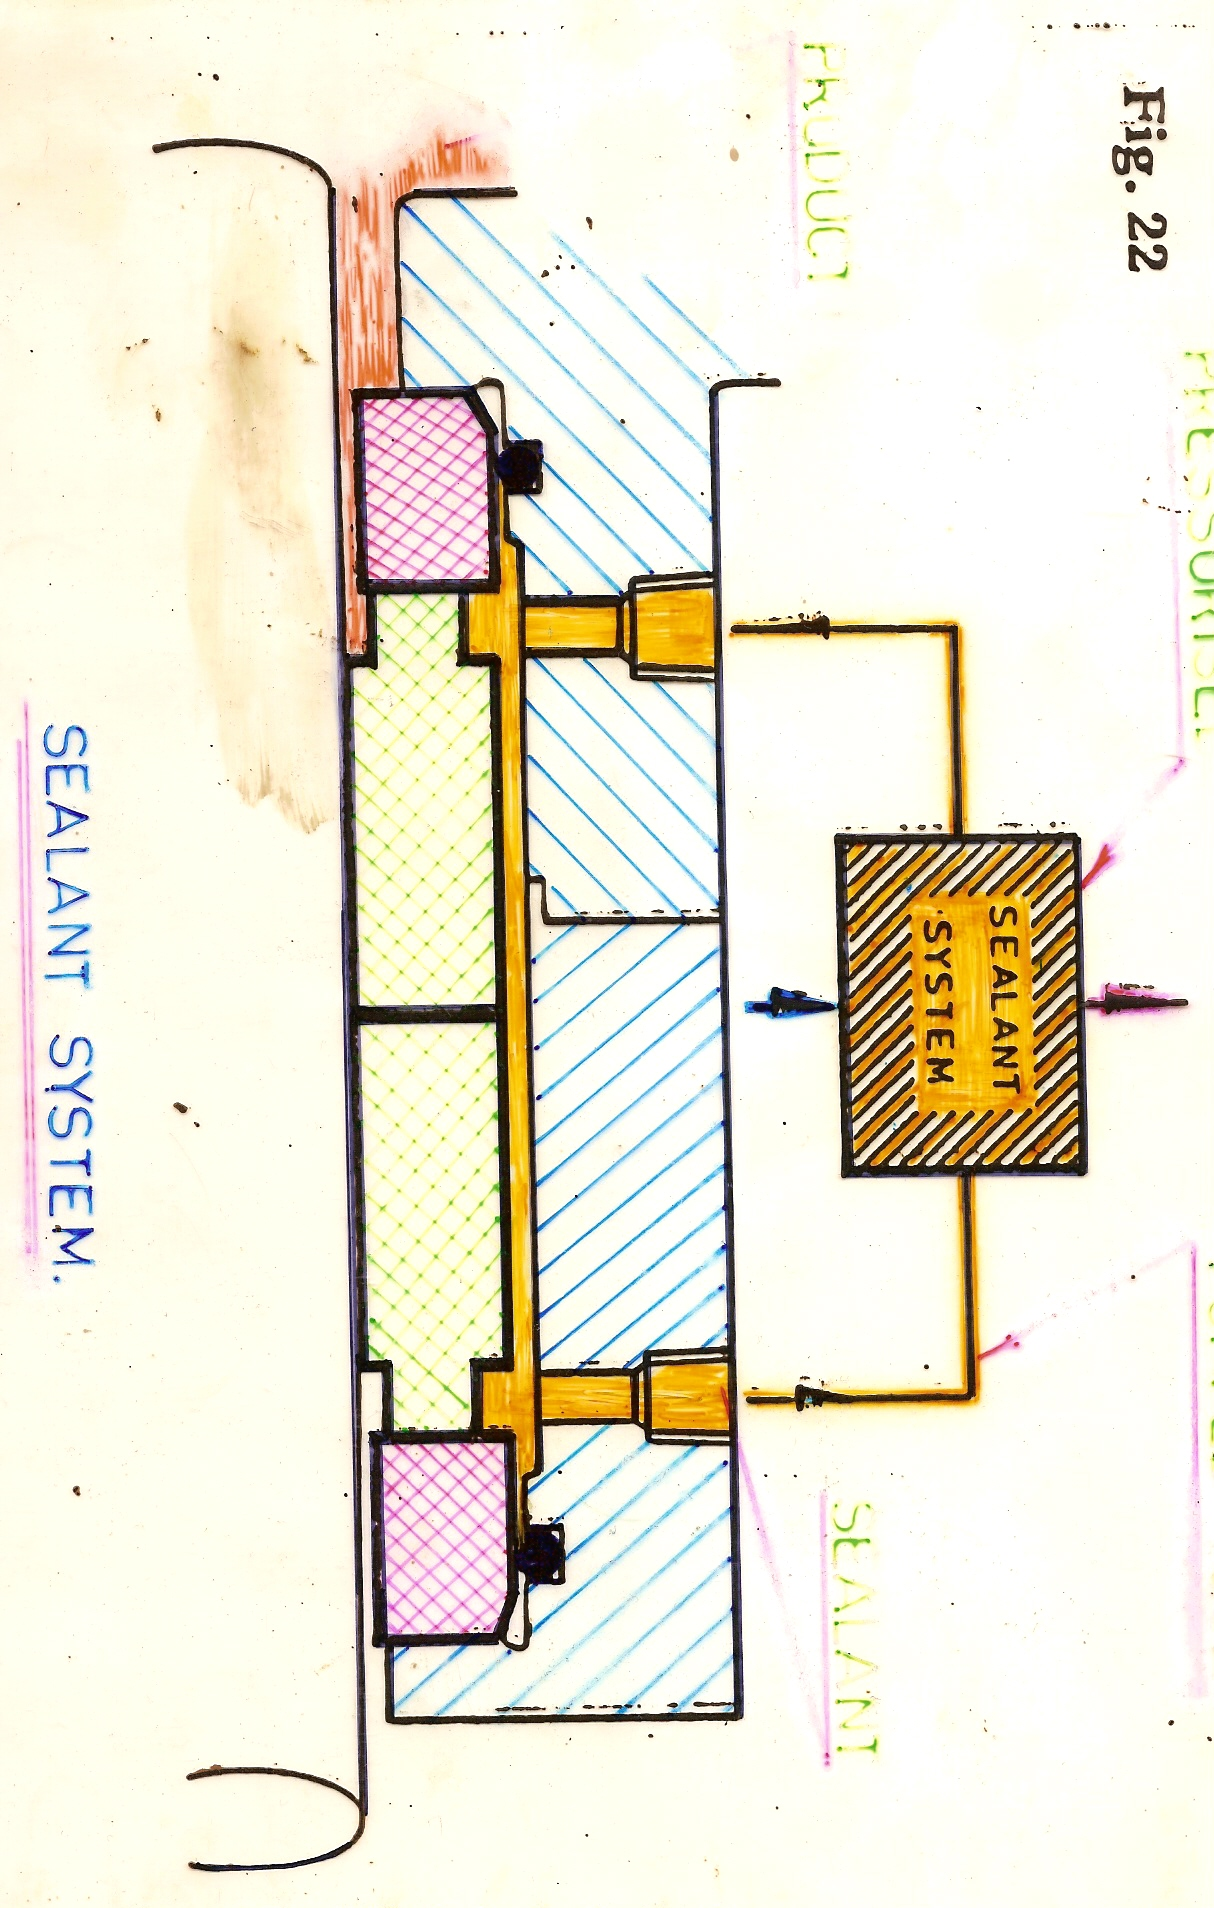 Fig. 22
PRODUCT
PRESSURISE
SEALANT
SYSTEM
SEALANT
SEALANT SYSTEM.